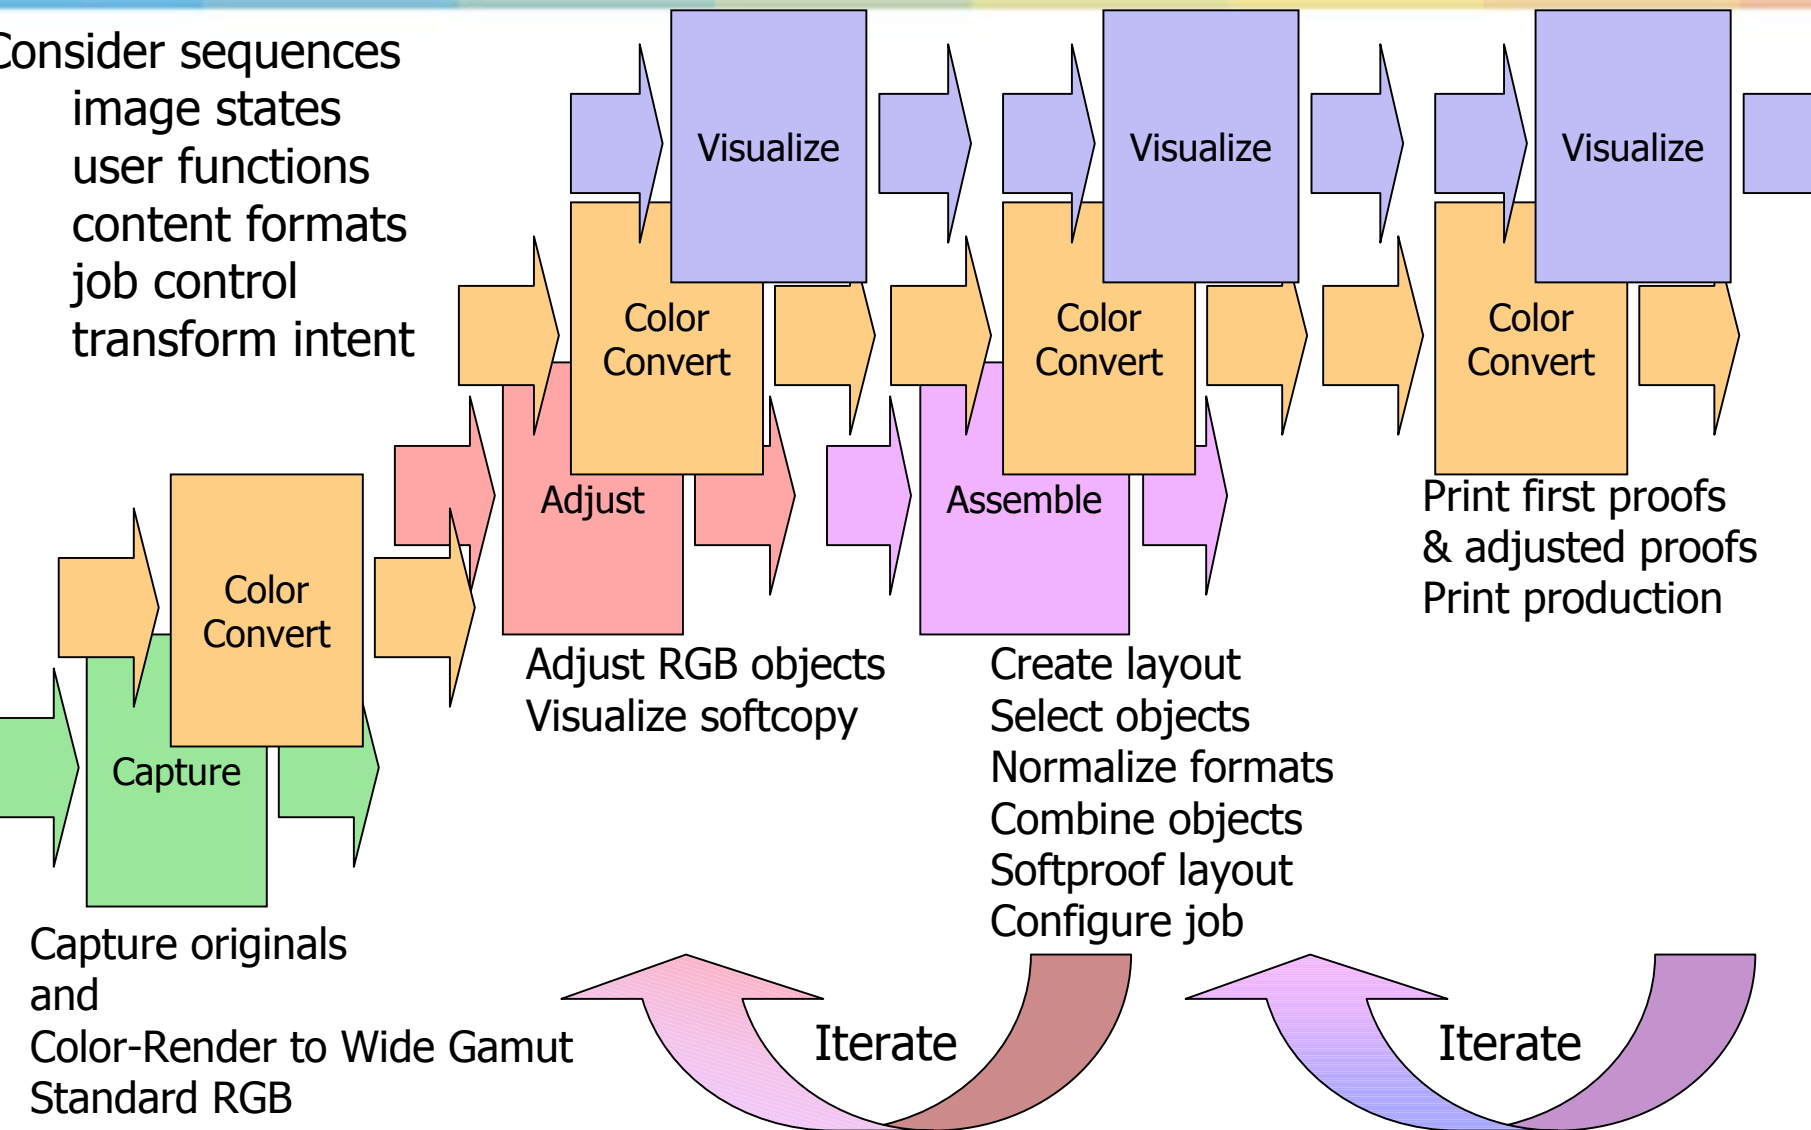 Consider sequences
image states
user functions
content formats
job control
transform intent
Visualize
Visualize
Visualize
Color
Convert
Color
Convert
Color
Convert
Adjust
Assemble
Color
Convert
Capture
Print first proofs
& adjusted proofs
Print production
Adjust RGB objects
Visualize softcopy
Create layout
Select objects
Normalize formats
Combine objects
Softproof layout
Configure job
Capture originals
and
Color-Render to Wide Gamut
Standard RGB
Iterate
Iterate